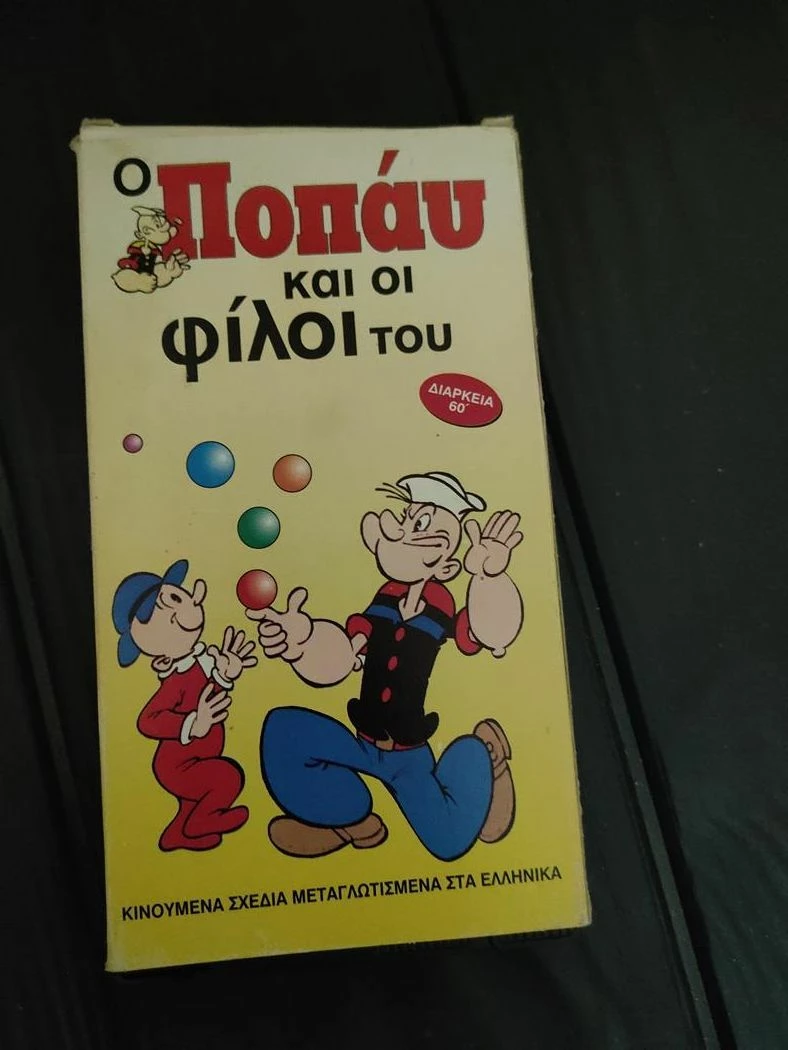 Ο Ποπάυ
και οι
φίλοι του
ΔΙΑΡΚΕΙΑ
60΄
ΚΙΝΟΥΜΕΝΑ ΣΧΕΔΙΑ ΜΕΤΑΓΛΩΤΙΣΜΕΝΑ ΣΤΑ ΕΛΛΗΝΙΚΑ